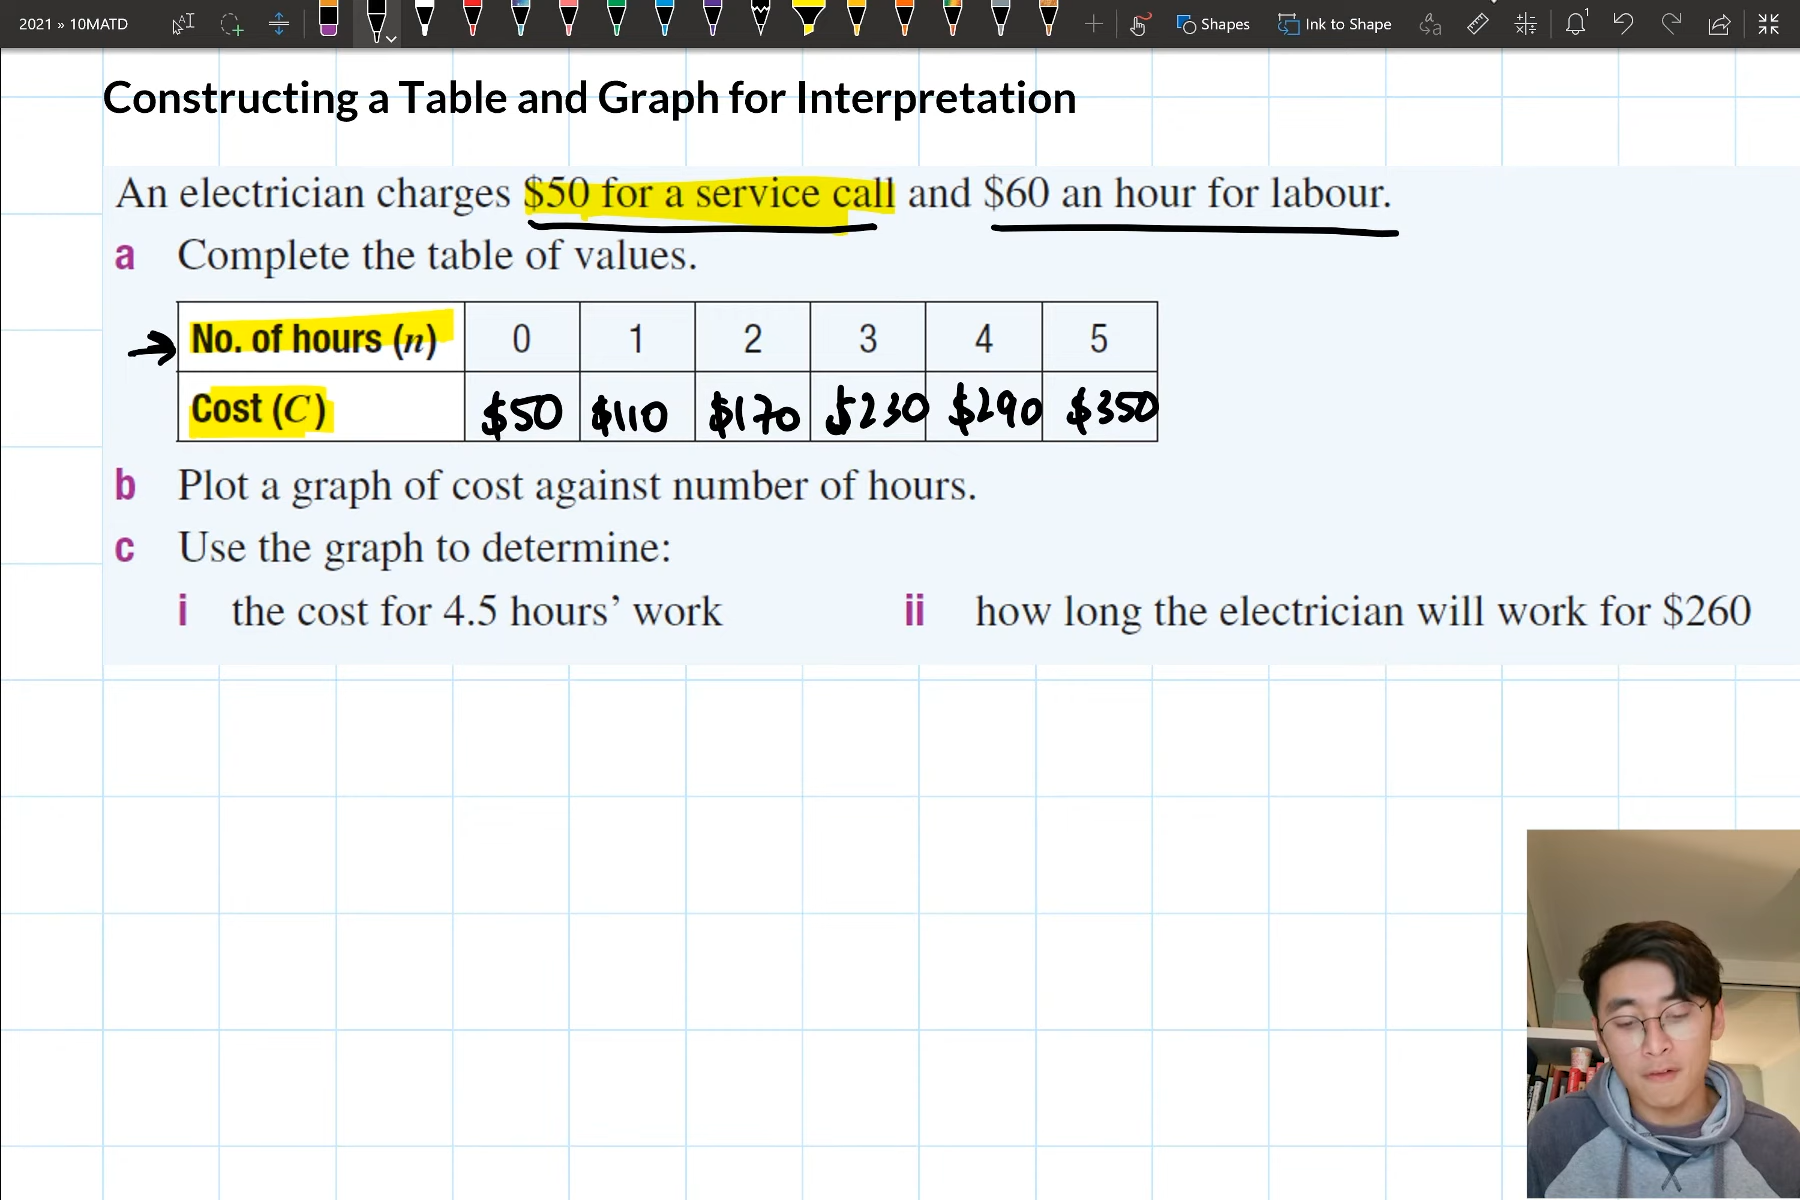 2021 » 10MATD Shapes Ink to Shape 1
Constructing a Table and Graph for Interpretation
An electrician charges $50 for a service call and $60 an hour for labour.
a Complete the table of values.
No. of hours (n) 0 1 2 3 4 5
Cost (C) $50 $110 $170 $230 $290 $350
b Plot a graph of cost against number of hours.
c Use the graph to determine:
i the cost for 4.5 hours’ work ii how long the electrician will work for $260